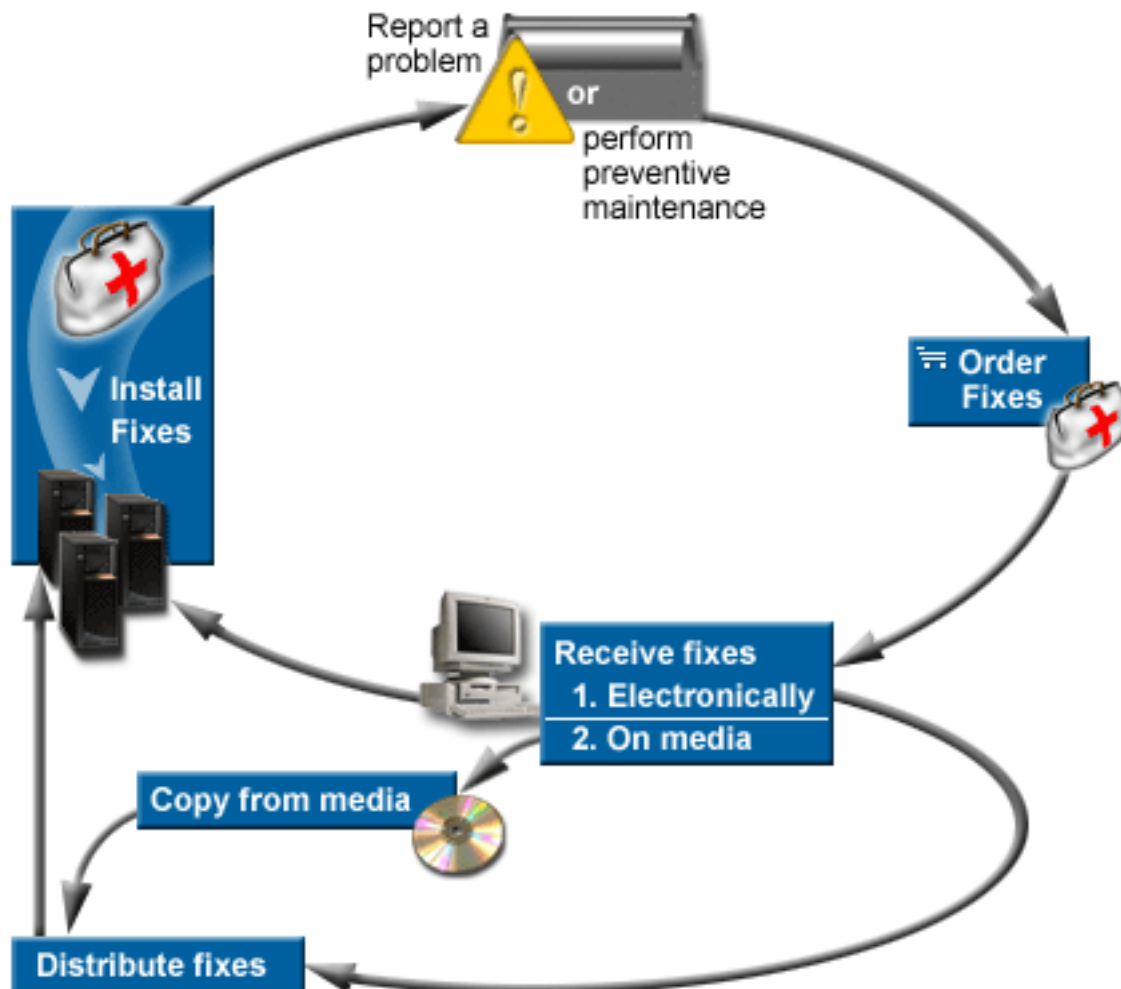 Report a
problem
or
perform
preventive
maintenance
Order
Fixes
Install
Fixes
Receive fixes
1. Electronically
2. On media
Copy from media
Distribute fixes